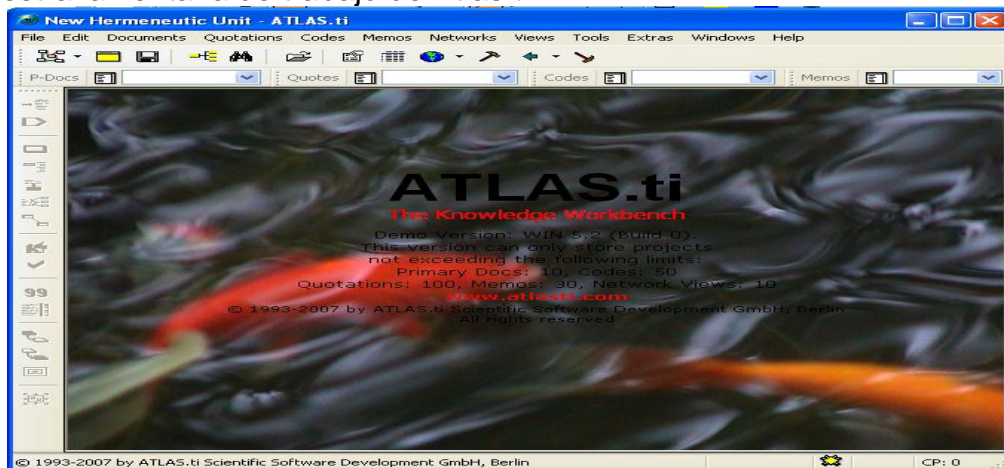 New Hermeneutic Unit - ATLAS.ti
File Edit Documents Quotations Codes Memos Networks Views Tools Extras Windows Help
P-Docs Quotes Codes Memos
ATLAS.ti
The Knowledge Workbench
Demo Version: WIN 5.2 (Build 0).
This version can only store projects
not exceeding the following limits:
Primary Docs: 10, Codes: 50
Quotations: 100, Memos: 30, Network Views: 10
www.atlasti.com
© 1993-2007 by ATLAS.ti Scientific Software Development GmbH, Berlin
All rights reserved
© 1993-2007 by ATLAS.ti Scientific Software Development GmbH, Berlin CP: 0